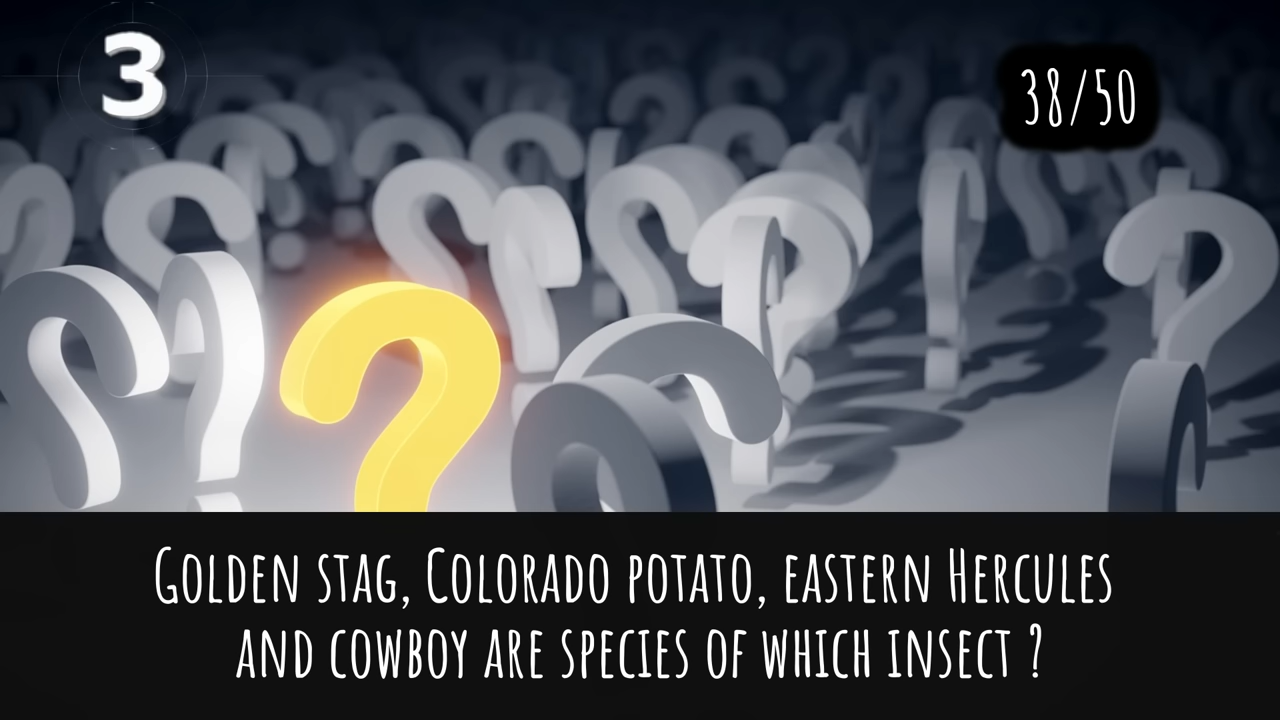 3
38/50
Golden stag, Colorado potato, eastern Hercules
and cowboy are species of which insect ?